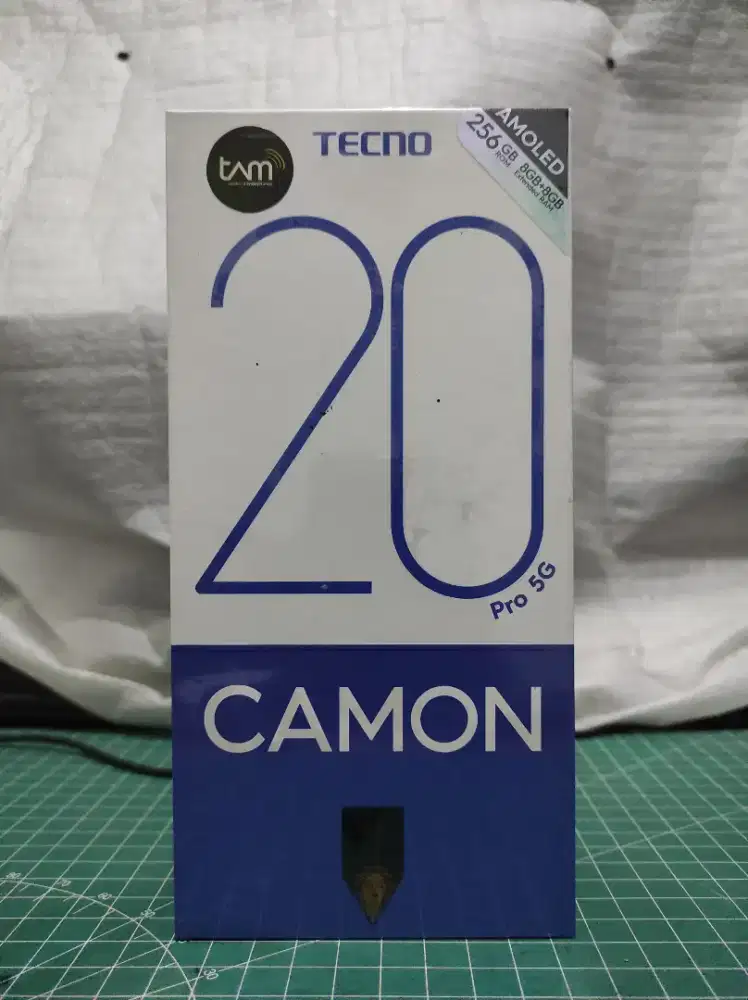 tam
TECNO
AMOLED
256 GB
ROM
8GB+8GB
Extended RAM
20
Pro 5G
CAMON